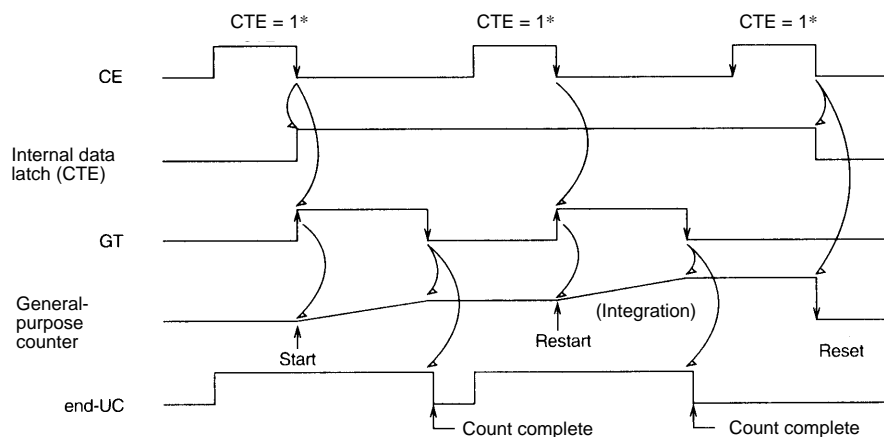 CTE = 1* CTE = 1* CTE = 1*
CE
Internal data
latch (CTE)
GT
General-
purpose
counter
(Integration)
Start
Restart
Reset
end-UC
Count complete
Count complete